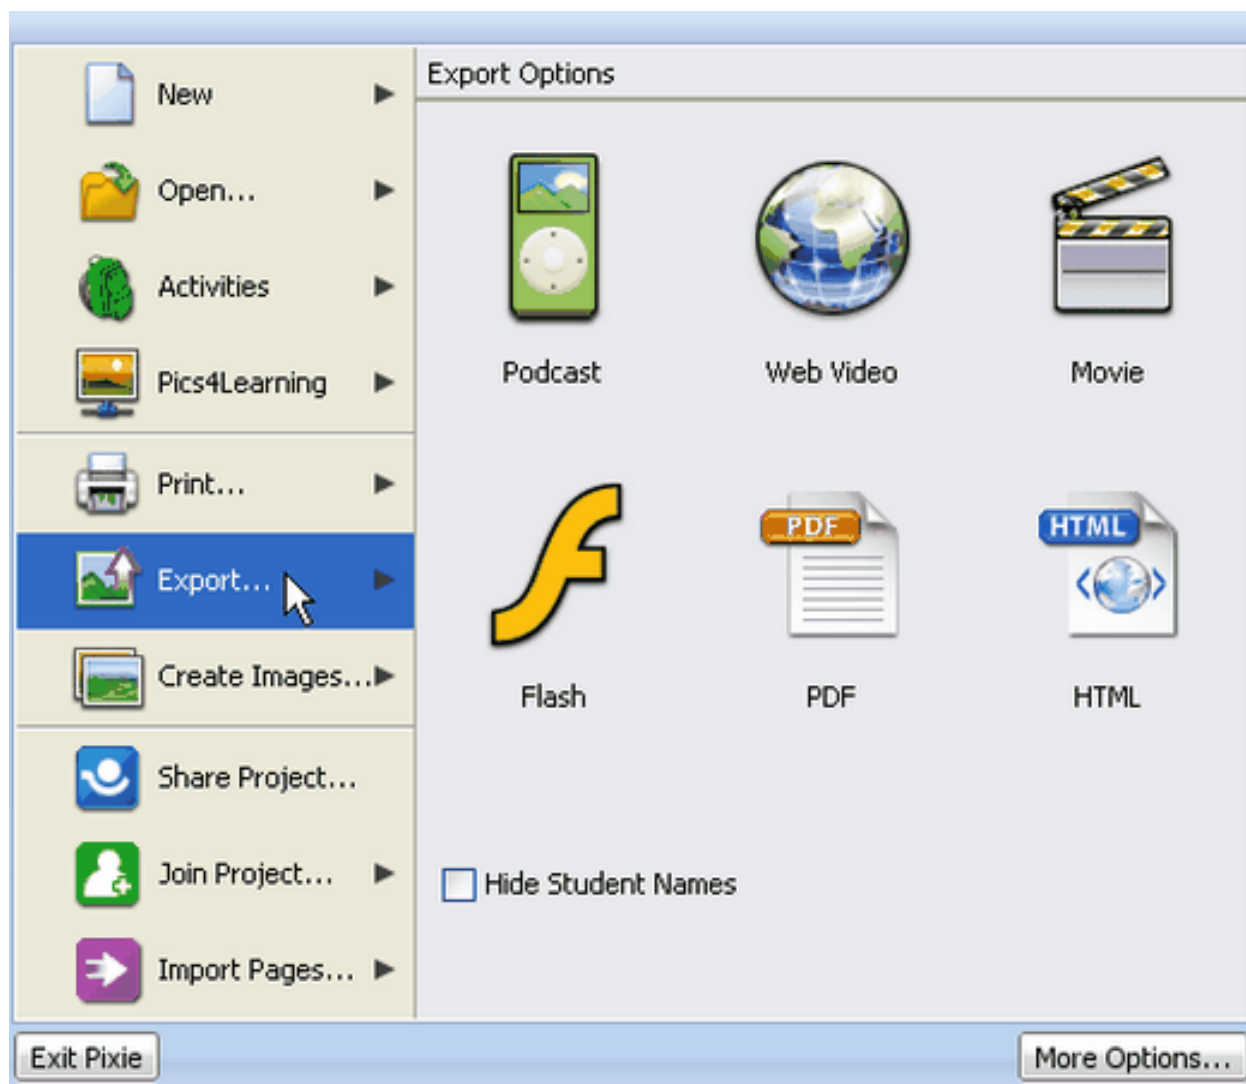 New
Open...
Activities
Pics4Learning
Print...
Export...
Create Images...
Share Project...
Join Project...
Import Pages...
Exit Pixie
Export Options
Podcast
Web Video
Movie
Flash
PDF
PDF
HTML
HTML
Hide Student Names
More Options...